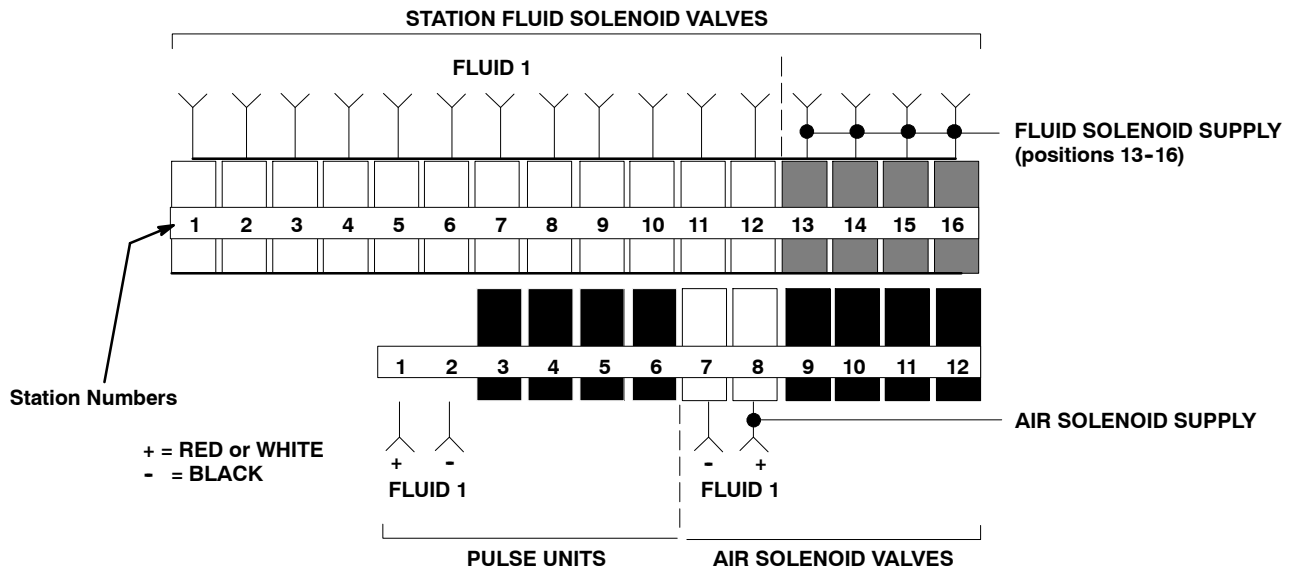 STATION FLUID SOLENOID VALVES
FLUID 1
FLUID SOLENOID SUPPLY
(positions 13-16)
1 2 3 4 5 6 7 8 9 10 11 12 13 14 15 16
1 2 3 4 5 6 7 8 9 10 11 12
Station Numbers
AIR SOLENOID SUPPLY
+ = RED or WHITE
- = BLACK
+ - - +
FLUID 1 FLUID 1
PULSE UNITS AIR SOLENOID VALVES